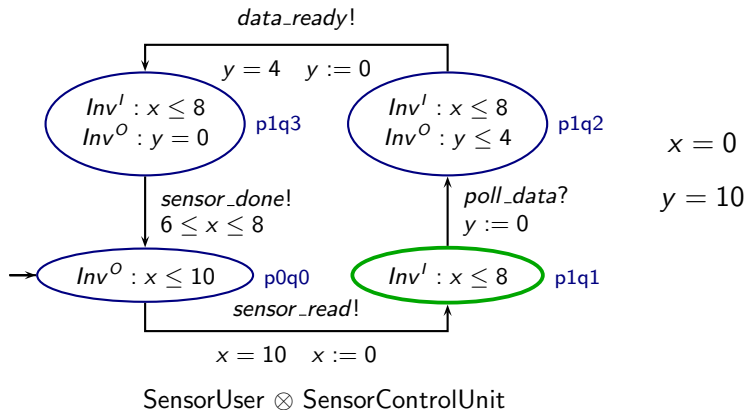 data_ready!
y = 4 y := 0
Inv^I : x ≤ 8
Inv^O : y = 0
p1q3
Inv^I : x ≤ 8
Inv^O : y ≤ 4
p1q2
x = 0
y = 10
sensor_done!
6 ≤ x ≤ 8
poll_data?
y := 0
Inv^O : x ≤ 10
p0q0
Inv^I : x ≤ 8
p1q1
sensor_read!
x = 10 x := 0
SensorUser ⊗ SensorControlUnit